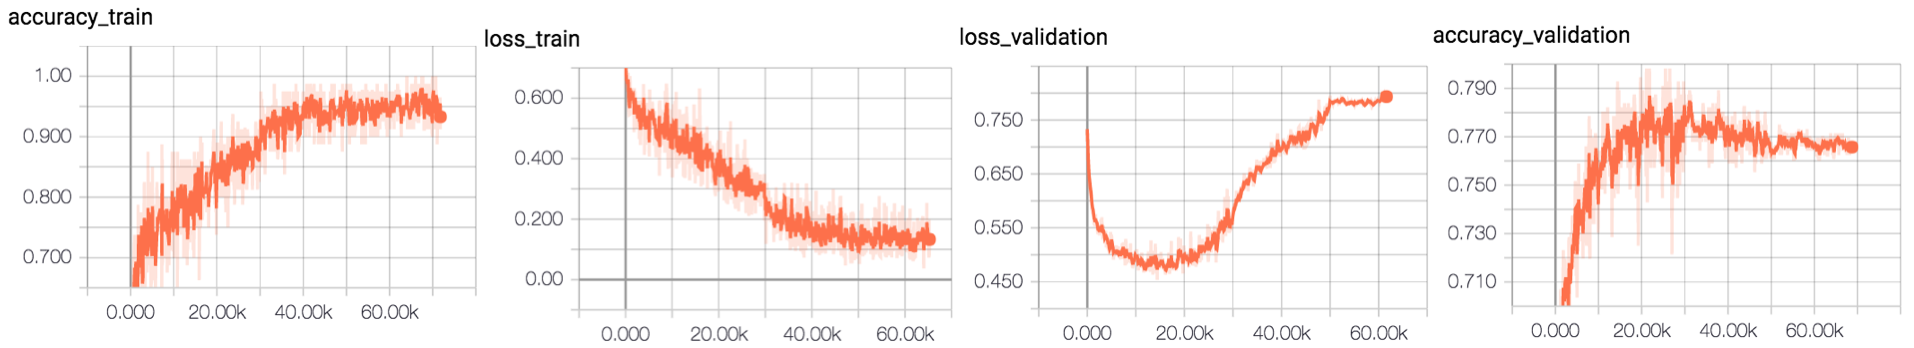 accuracy_train
1.00
0.900
0.800
0.700
0.000 20.00k 40.00k 60.00k
loss_train
0.600
0.400
0.200
0.00
0.000 20.00k 40.00k 60.00k
loss_validation
0.750
0.650
0.550
0.450
0.000 20.00k 40.00k 60.00k
accuracy_validation
0.790
0.770
0.750
0.730
0.710
0.000 20.00k 40.00k 60.00k